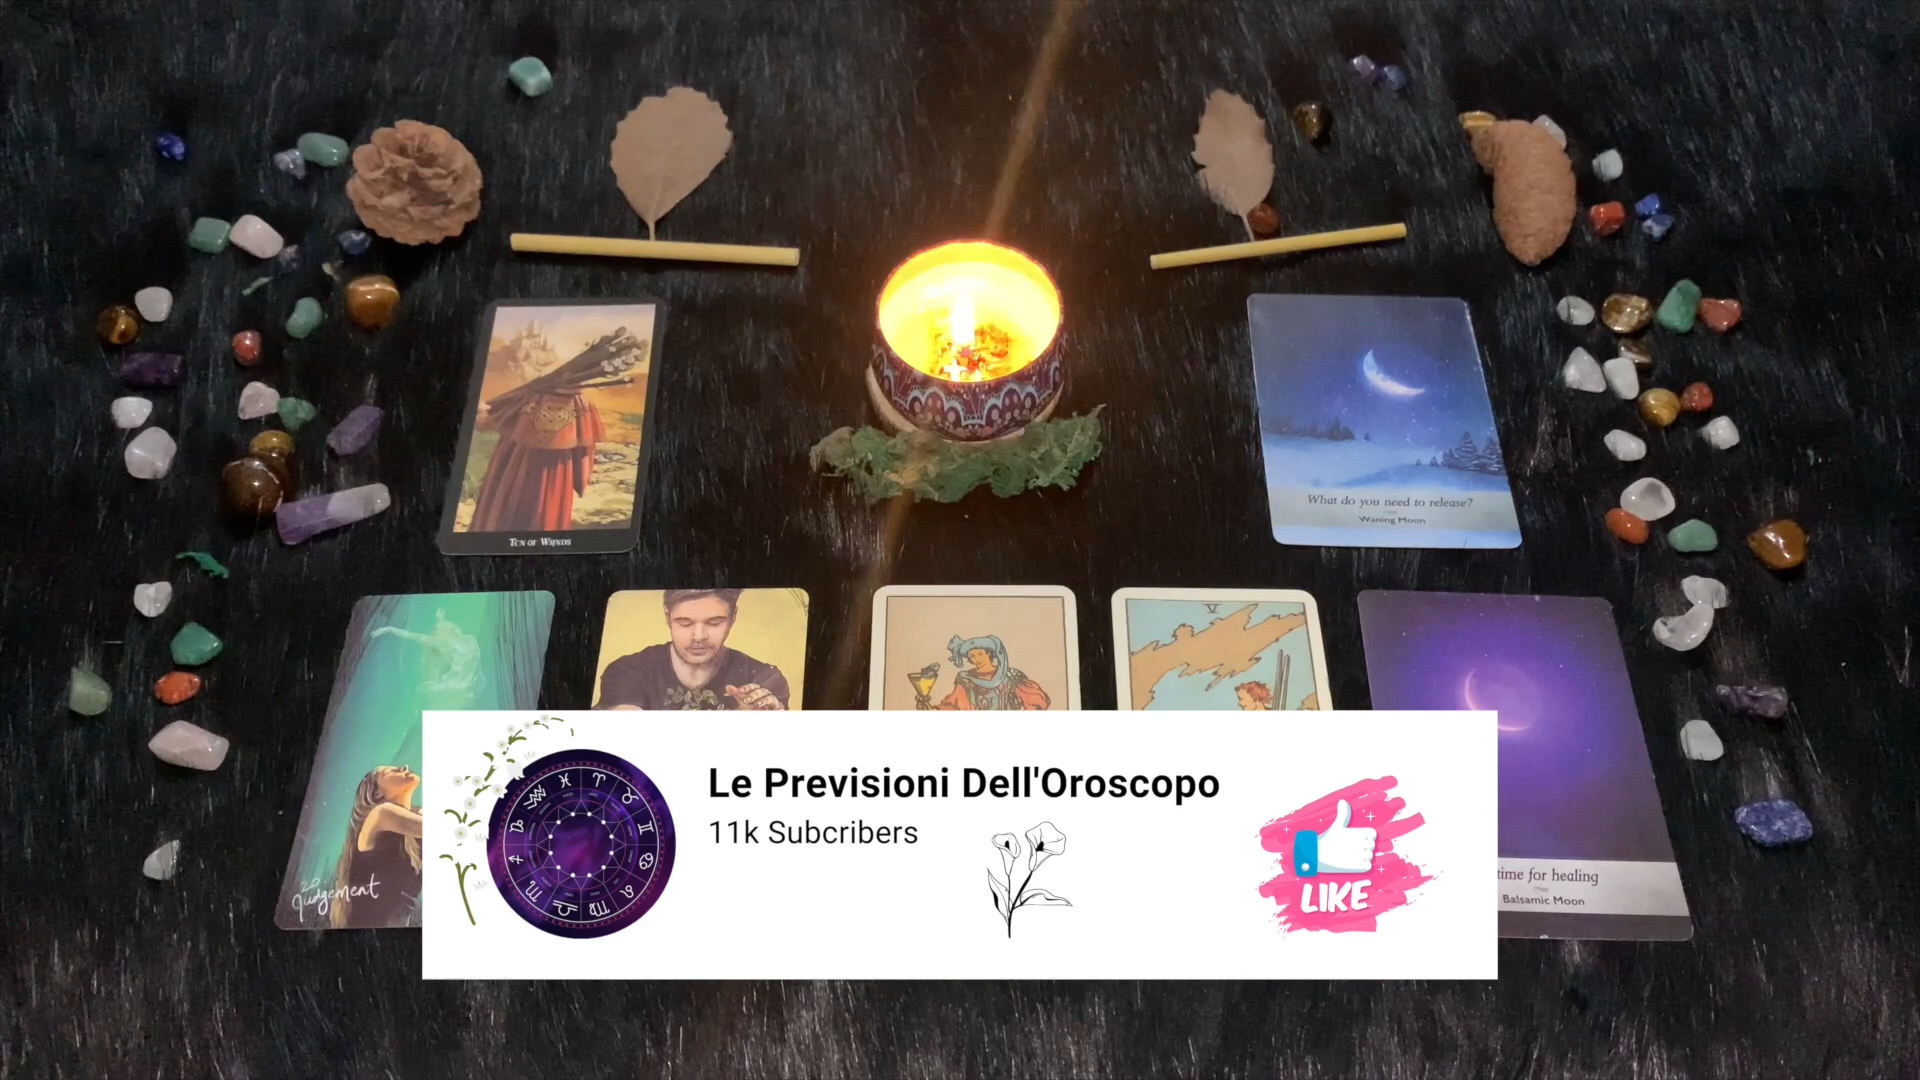 Ten of Wands
What do you need to release?
Waning Moon
V
20
Judgement
Le Previsioni Dell'Oroscopo
11k Subcribers
LIKE
time for healing
Balsamic Moon